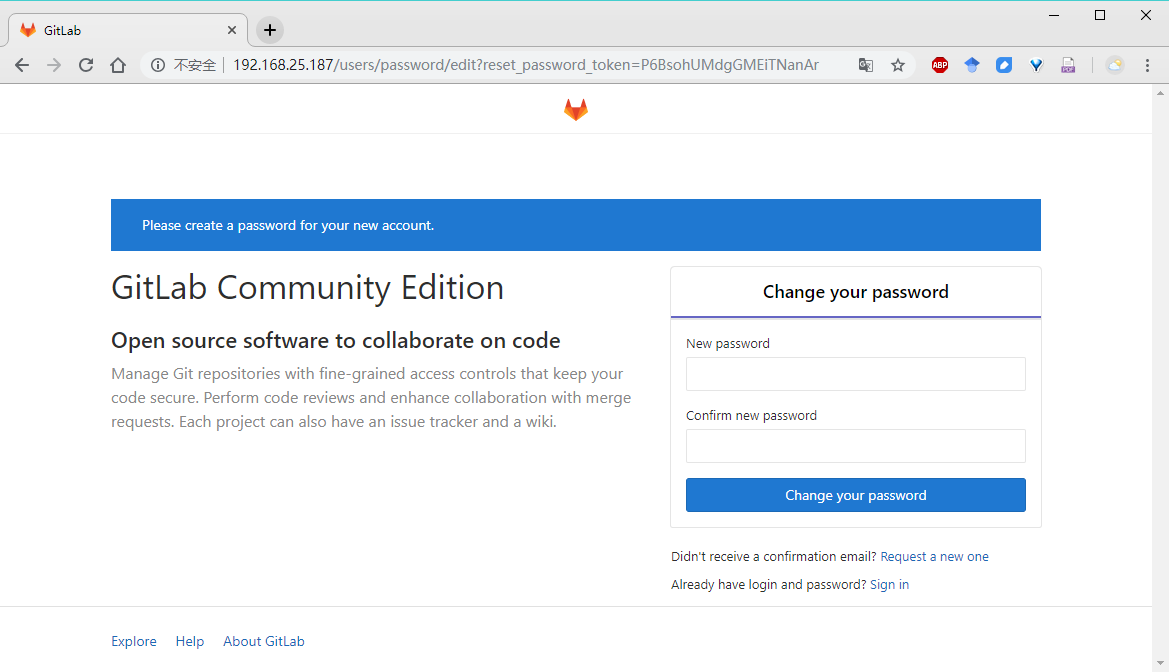 GitLab
不安全
192.168.25.187/users/password/edit?reset_password_token=P6BsohUMdgGMEiTNanAr
ABP
PDF
Please create a password for your new account.
GitLab Community Edition
Open source software to collaborate on code
Manage Git repositories with fine-grained access controls that keep your
code secure. Perform code reviews and enhance collaboration with merge
requests. Each project can also have an issue tracker and a wiki.
Change your password
New password
Confirm new password
Change your password
Didn't receive a confirmation email? Request a new one
Already have login and password? Sign in
Explore Help About GitLab